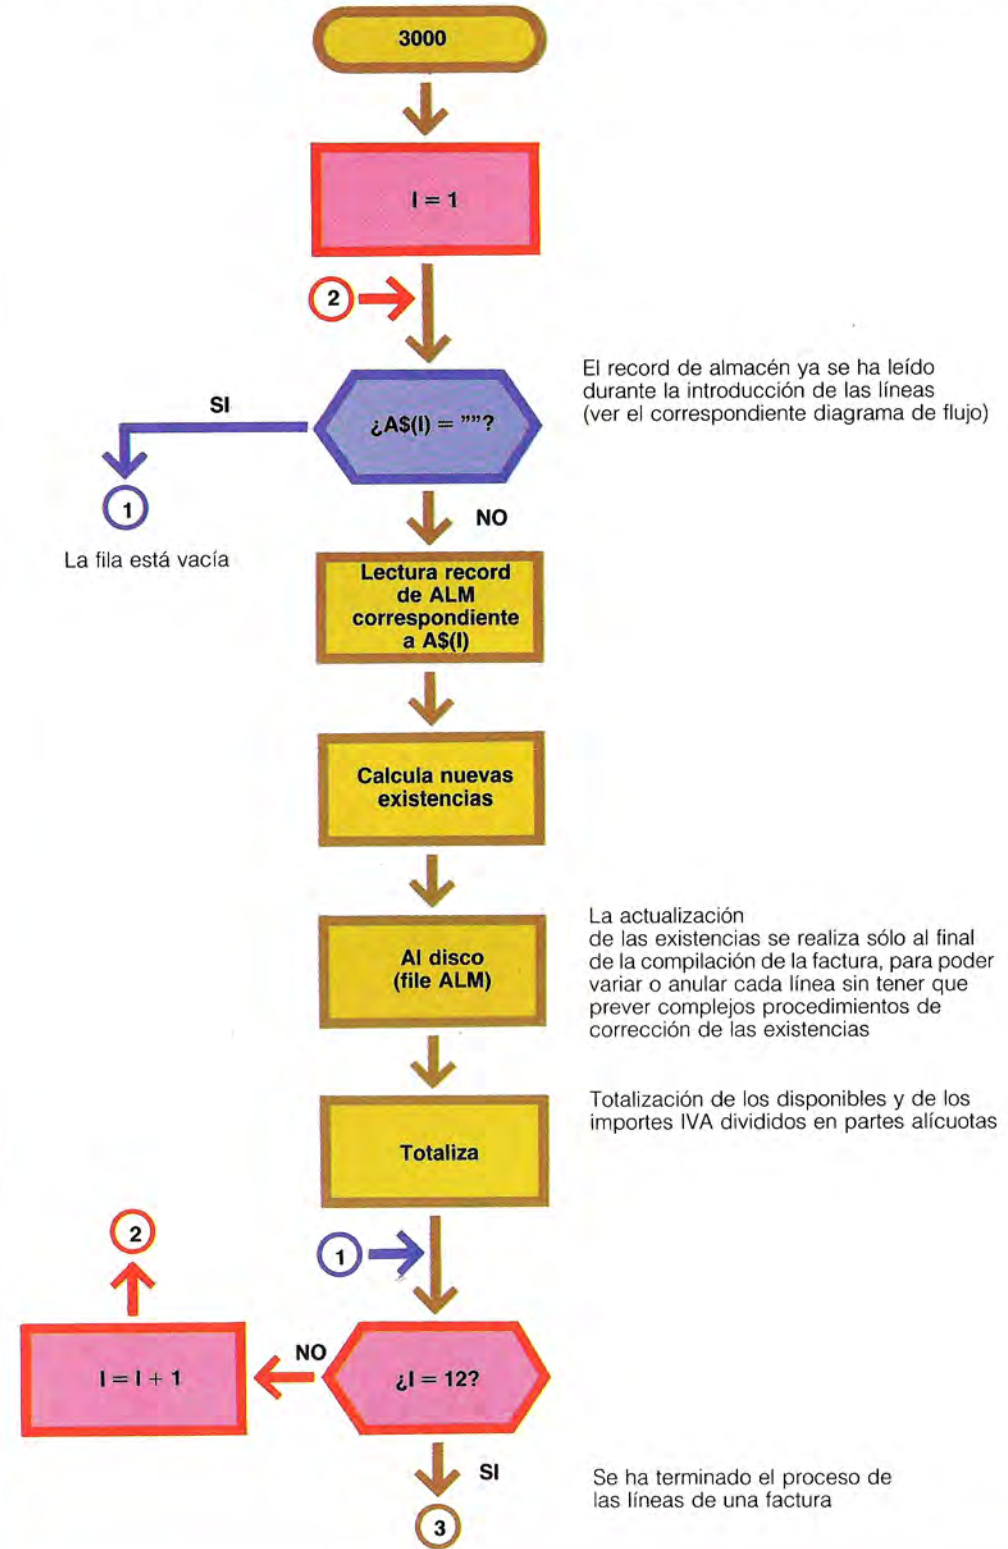 3000
I = 1
2
El record de almacén ya se ha leído
durante la introducción de las líneas
(ver el correspondiente diagrama de flujo)
SI
¿A$(I) = ””?
1
NO
La fila está vacía
Lectura record
de ALM
correspondiente
a A$(I)
Calcula nuevas
existencias
La actualización
de las existencias se realiza sólo al final
de la compilación de la factura, para poder
variar o anular cada línea sin tener que
prever complejos procedimientos de
corrección de las existencias
Al disco
(file ALM)
Totalización de los disponibles y de los
importes IVA divididos en partes alícuotas
Totaliza
2
1
I = I + 1
NO
¿I = 12?
SI
Se ha terminado el proceso de
las líneas de una factura
3